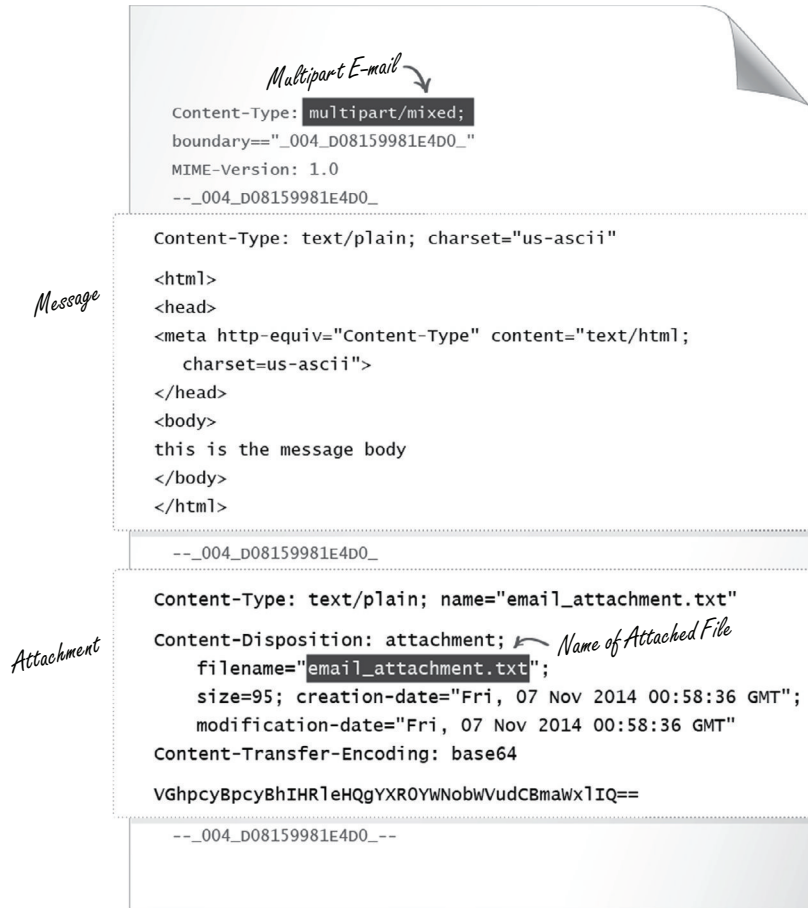 Multipart E-mail
Content-Type: multipart/mixed;
boundary=="_004_D08159981E4D0_"
MIME-Version: 1.0
--_004_D08159981E4D0_
Content-Type: text/plain; charset="us-ascii"
Message
<html>
<head>
<meta http-equiv="Content-Type" content="text/html;
charset=us-ascii">
</head>
<body>
this is the message body
</body>
</html>
--_004_D08159981E4D0_
Content-Type: text/plain; name="email_attachment.txt"
Attachment
Content-Disposition: attachment;
Name of Attached File
filename="email_attachment.txt";
size=95; creation-date="Fri, 07 Nov 2014 00:58:36 GMT";
modification-date="Fri, 07 Nov 2014 00:58:36 GMT"
Content-Transfer-Encoding: base64
VGhpcyBpcyBhIHRleHQgYXR0YWNobWVudCBmaWxlIQ==
--_004_D08159981E4D0_--